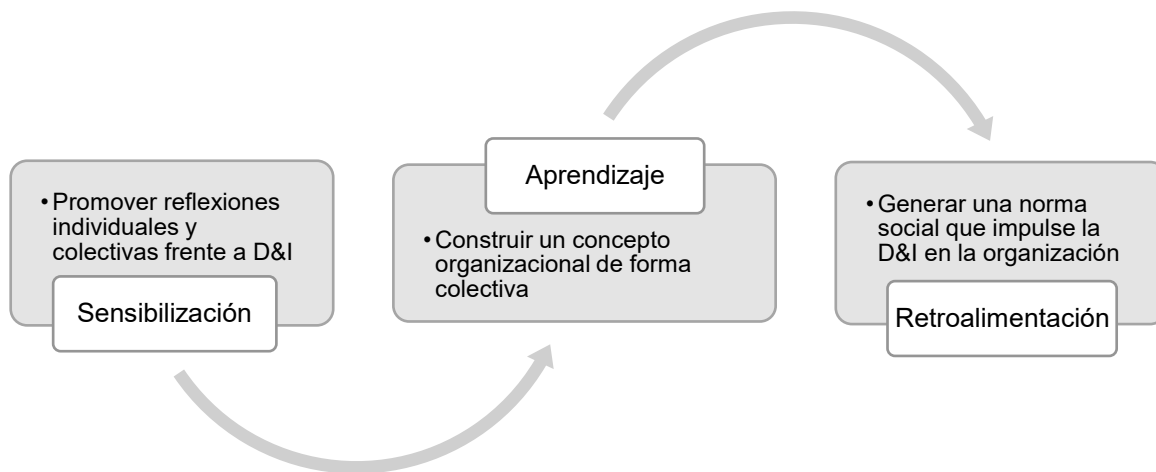 • Promover reflexiones
individuales y
colectivas frente a D&I
Sensibilización
Aprendizaje
• Construir un concepto
organizacional de forma
colectiva
• Generar una norma
social que impulse la
D&I en la organización
Retroalimentación